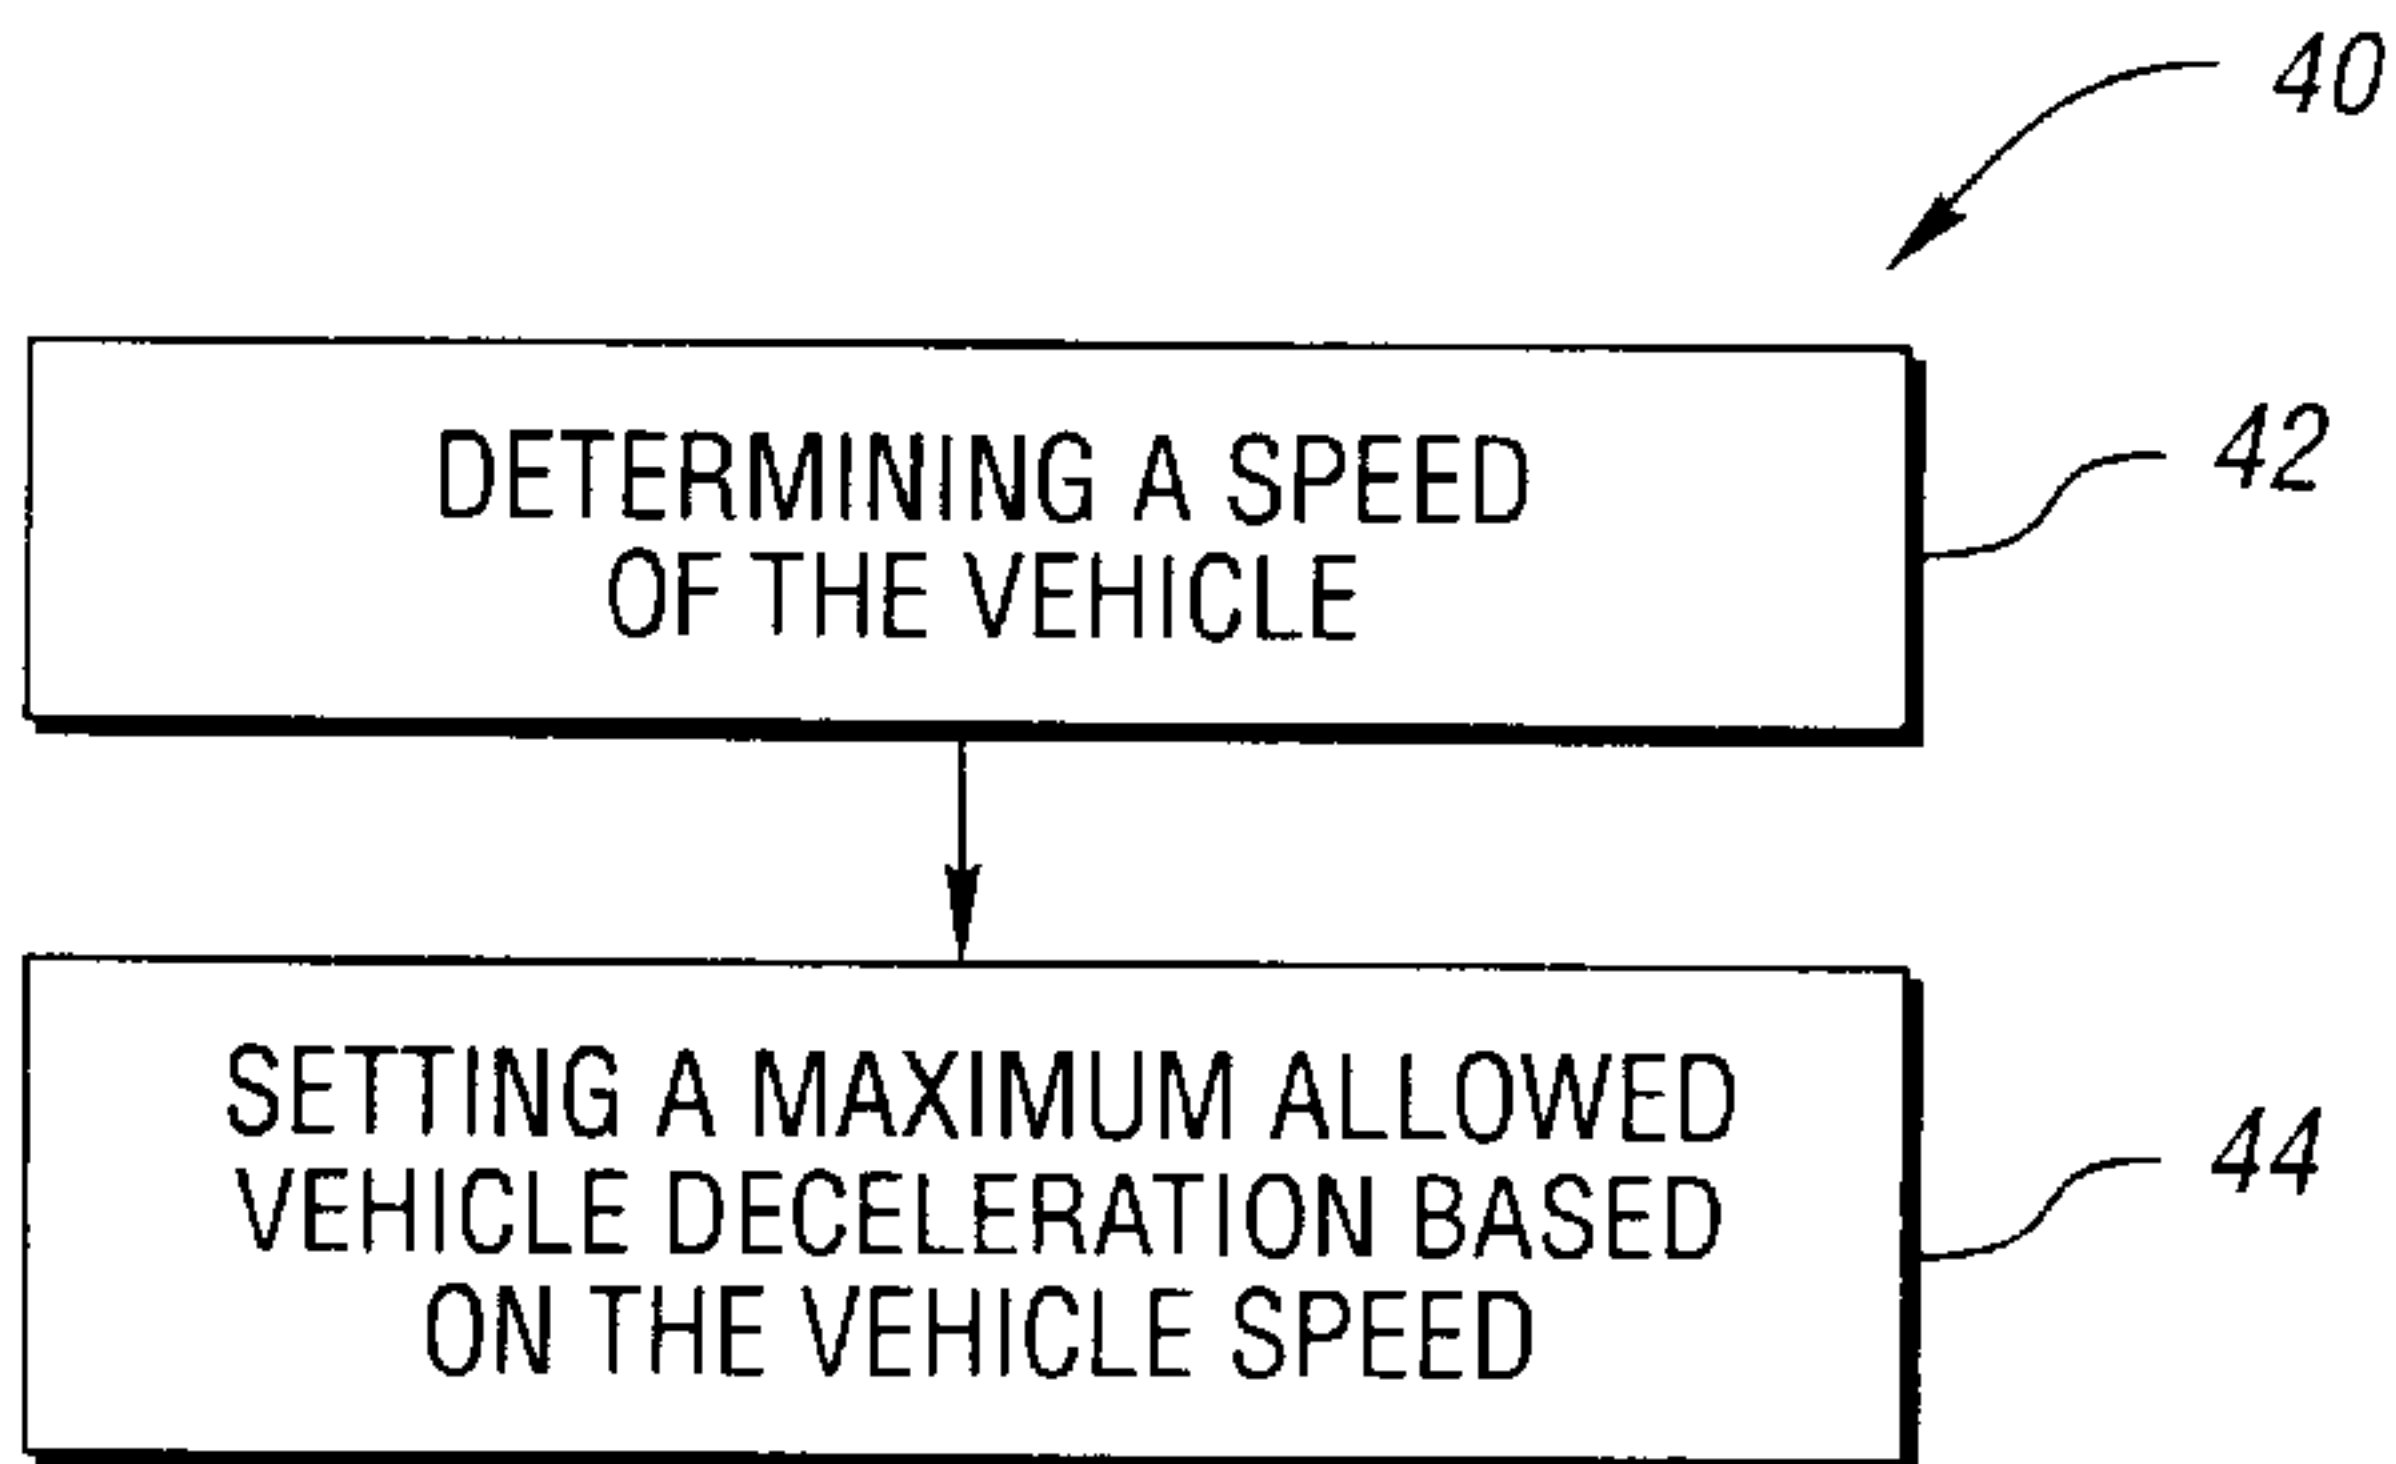 40
DETERMINING A SPEED
OF THE VEHICLE
42
SETTING A MAXIMUM ALLOWED
VEHICLE DECELERATION BASED
ON THE VEHICLE SPEED
44